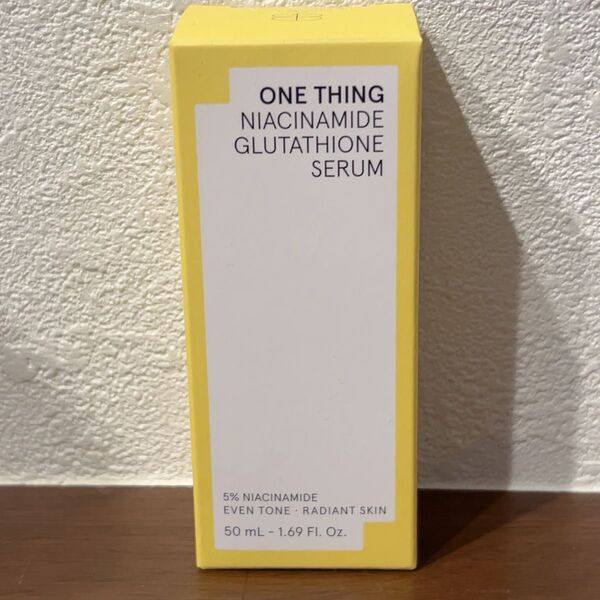 ONE THING
NIACINAMIDE
GLUTATHIONE
SERUM
5% NIACINAMIDE
EVEN TONE · RADIANT SKIN
50 mL - 1.69 Fl. Oz.